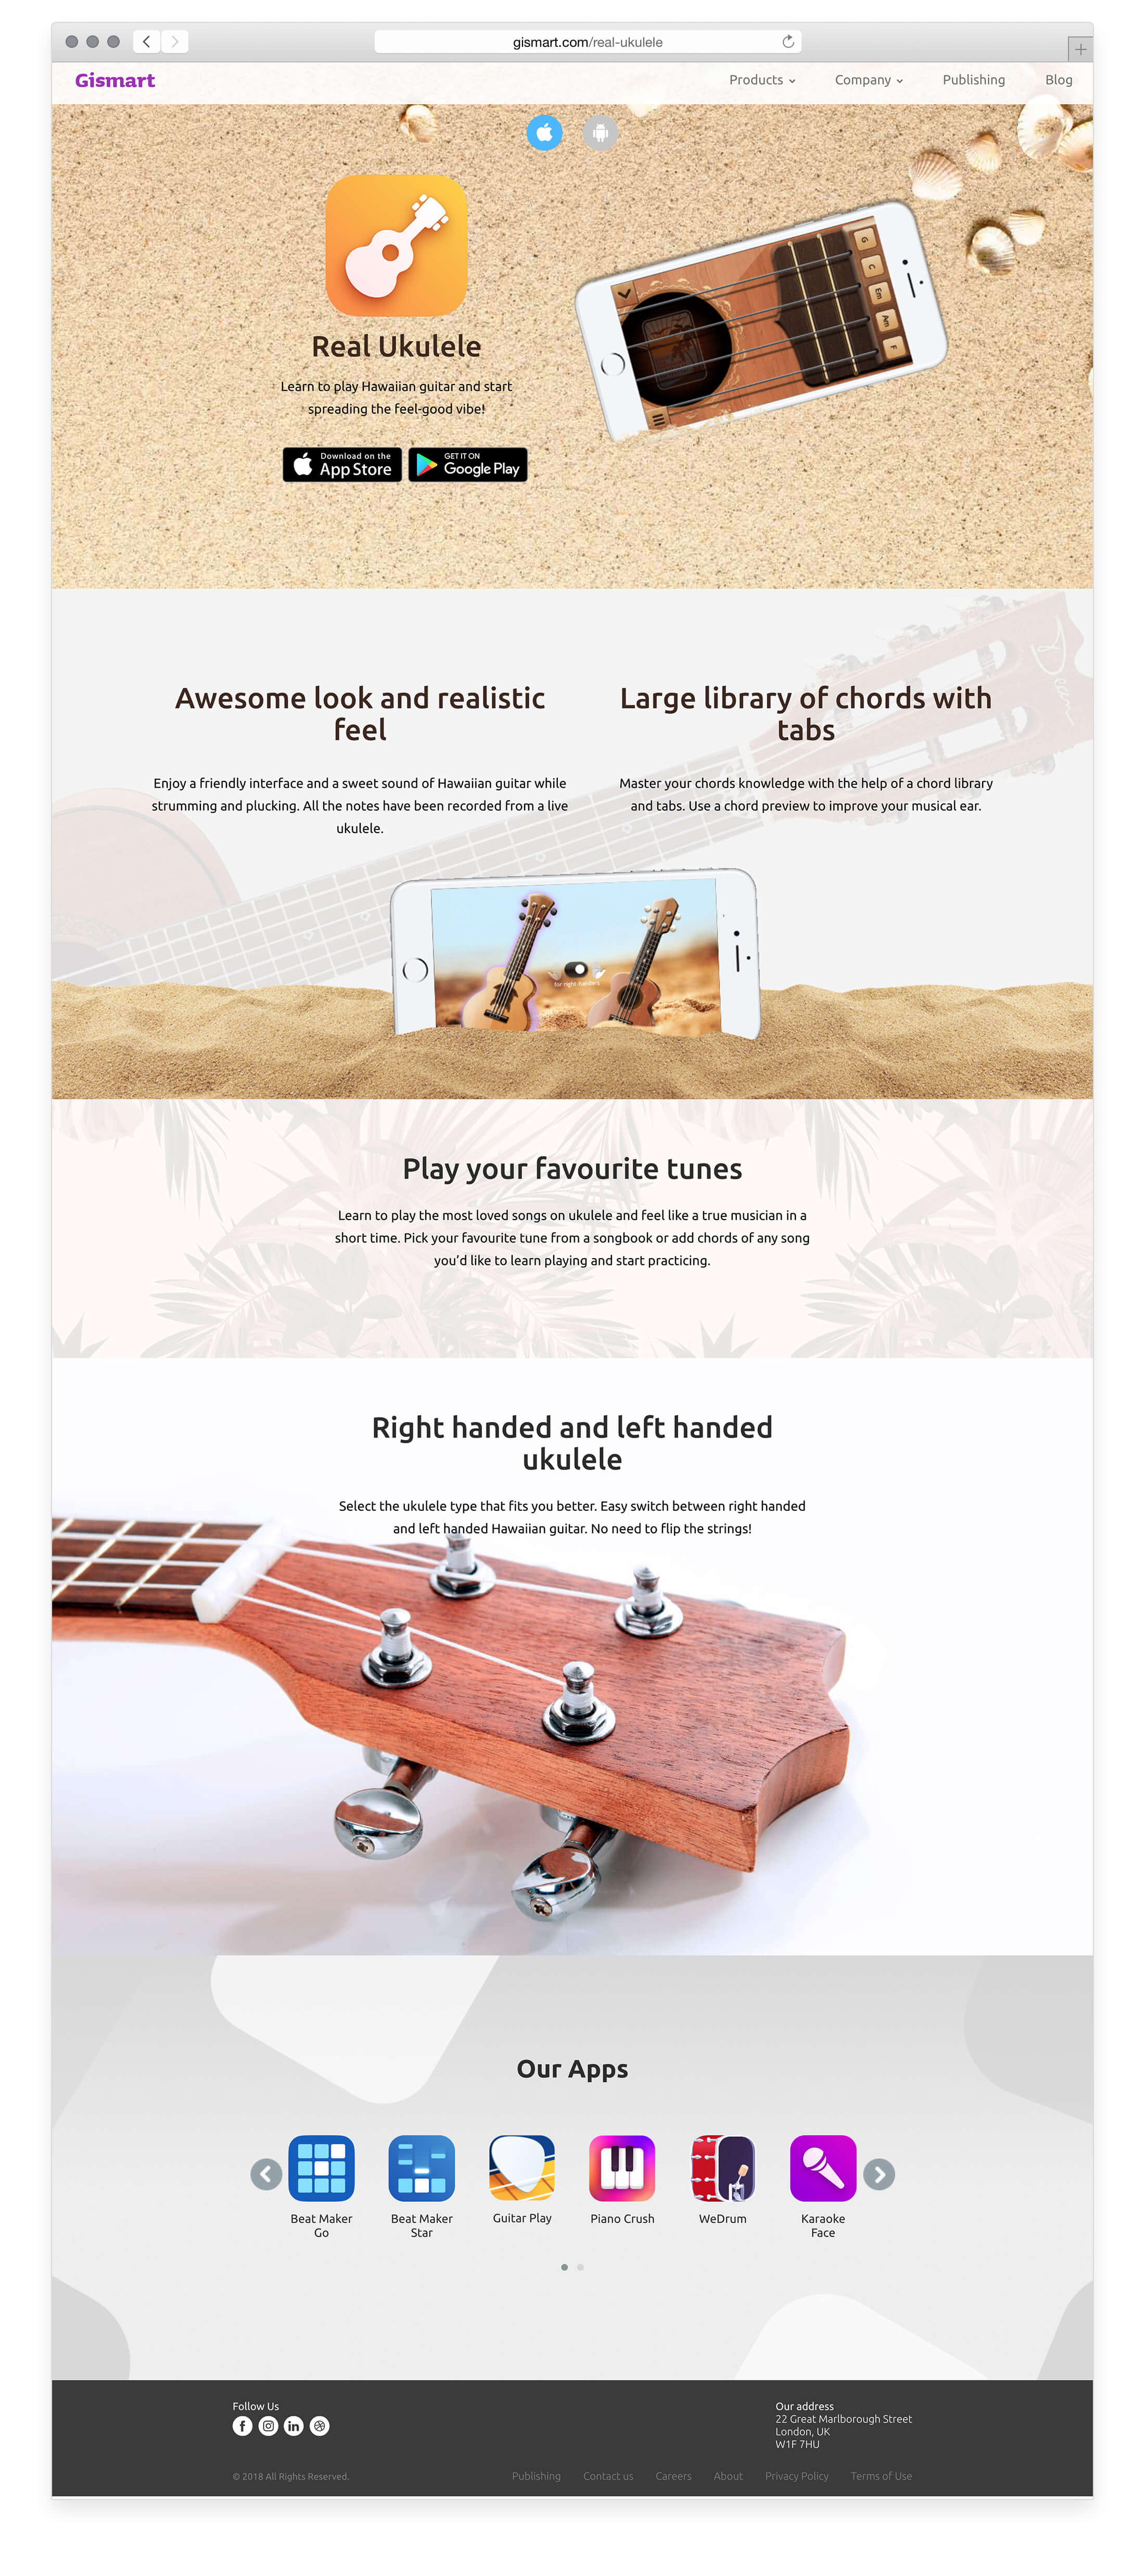 gismart.com/real-ukulele
Gismart
Products
Company
Publishing
Blog
G
C
Em
Am
F
Real Ukulele
Learn to play Hawaiian guitar and start
spreading the feel-good vibe!
Download on the
App Store
GET IT ON
Google Play
Awesome look and realistic
feel
Enjoy a friendly interface and a sweet sound of Hawaiian guitar while
strumming and plucking. All the notes have been recorded from a live
ukulele.
Large library of chords with
tabs
Master your chords knowledge with the help of a chord library
and tabs. Use a chord preview to improve your musical ear.
for right-handers
Play your favourite tunes
Learn to play the most loved songs on ukulele and feel like a true musician in a
short time. Pick your favourite tune from a songbook or add chords of any song
you'd like to learn playing and start practicing.
Right handed and left handed
ukulele
Select the ukulele type that fits you better. Easy switch between right handed
and left handed Hawaiian guitar. No need to flip the strings!
Our Apps
Beat Maker
Go
Beat Maker
Star
Guitar Play
Piano Crush
WeDrum
Karaoke
Face
Follow Us
Our address
22 Great Marlborough Street
London, UK
W1F 7HU
© 2018 All Rights Reserved.
Publishing
Contact us
Careers
About
Privacy Policy
Terms of Use